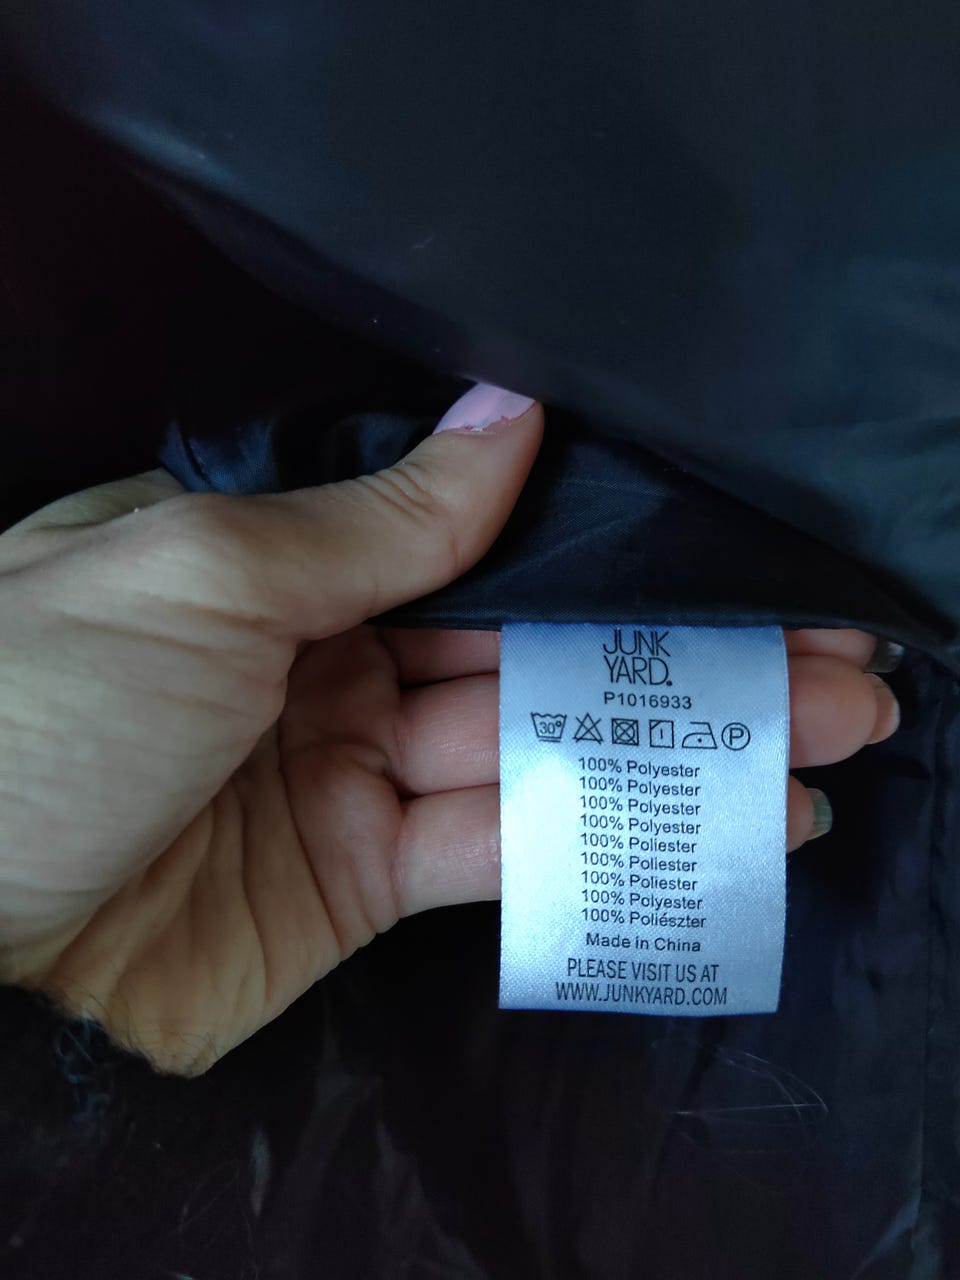 JUNK
YARD.
P1016933
30°
P
100% Polyester
100% Polyester
100% Polyester
100% Polyester
100% Poliester
100% Poliester
100% Poliester
100% Polyester
100% Poliészter
Made in China
PLEASE VISIT US AT
WWW.JUNKYARD.COM